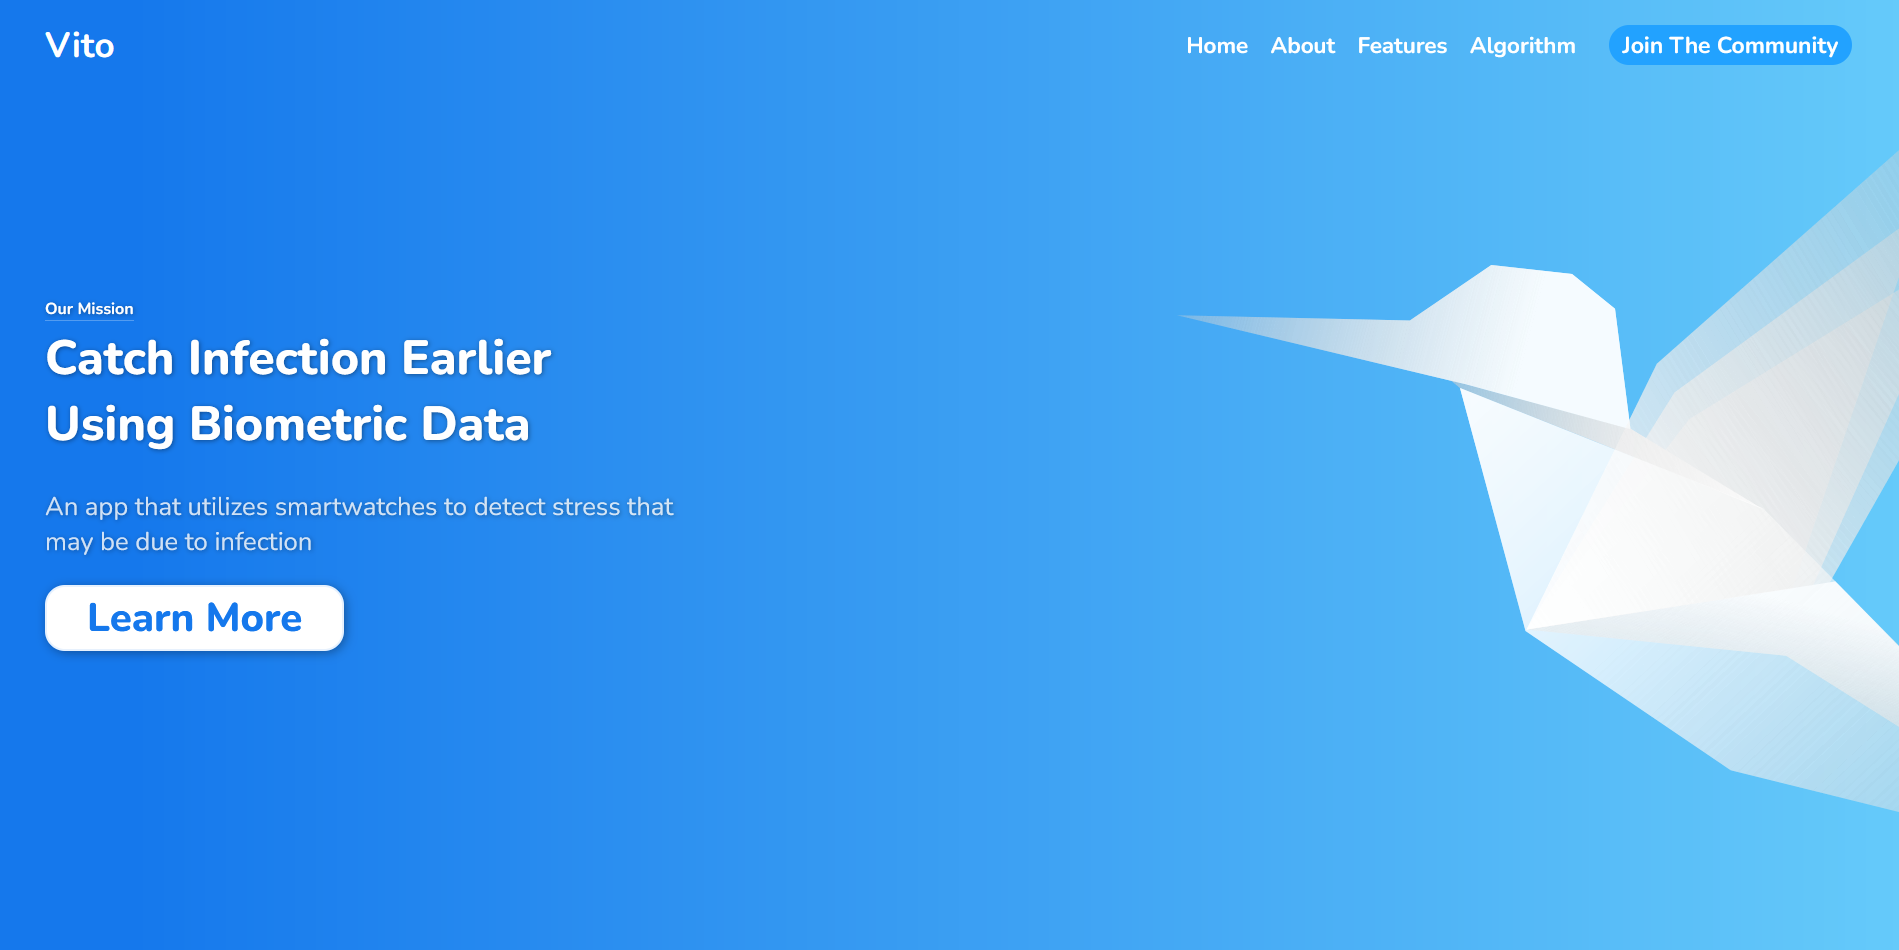 Vito
Home About Features Algorithm Join The Community
Our Mission
Catch Infection Earlier
Using Biometric Data
An app that utilizes smartwatches to detect stress that
may be due to infection
Learn More